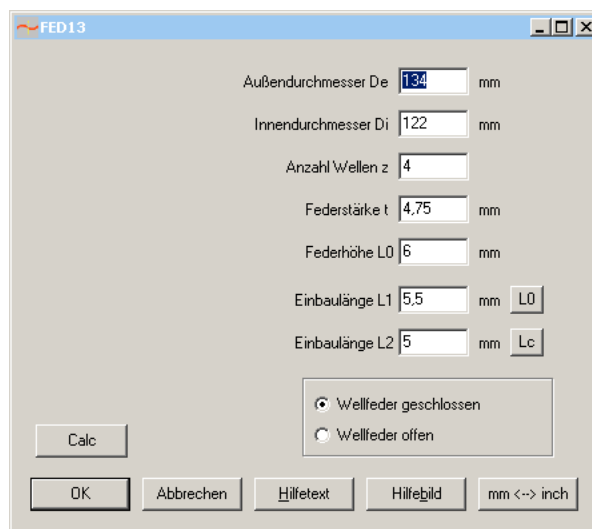 FED13
Außendurchmesser De 134 mm
Innendurchmesser Di 122 mm
Anzahl Wellen z 4
Federstärke t 4,75 mm
Federhöhe L0 6 mm
Einbaulänge L1 5,5 mm L0
Einbaulänge L2 5 mm Lc
Wellfeder geschlossen
Wellfeder offen
Calc
OK Abbrechen Hilfetext Hilfebild mm <--> inch